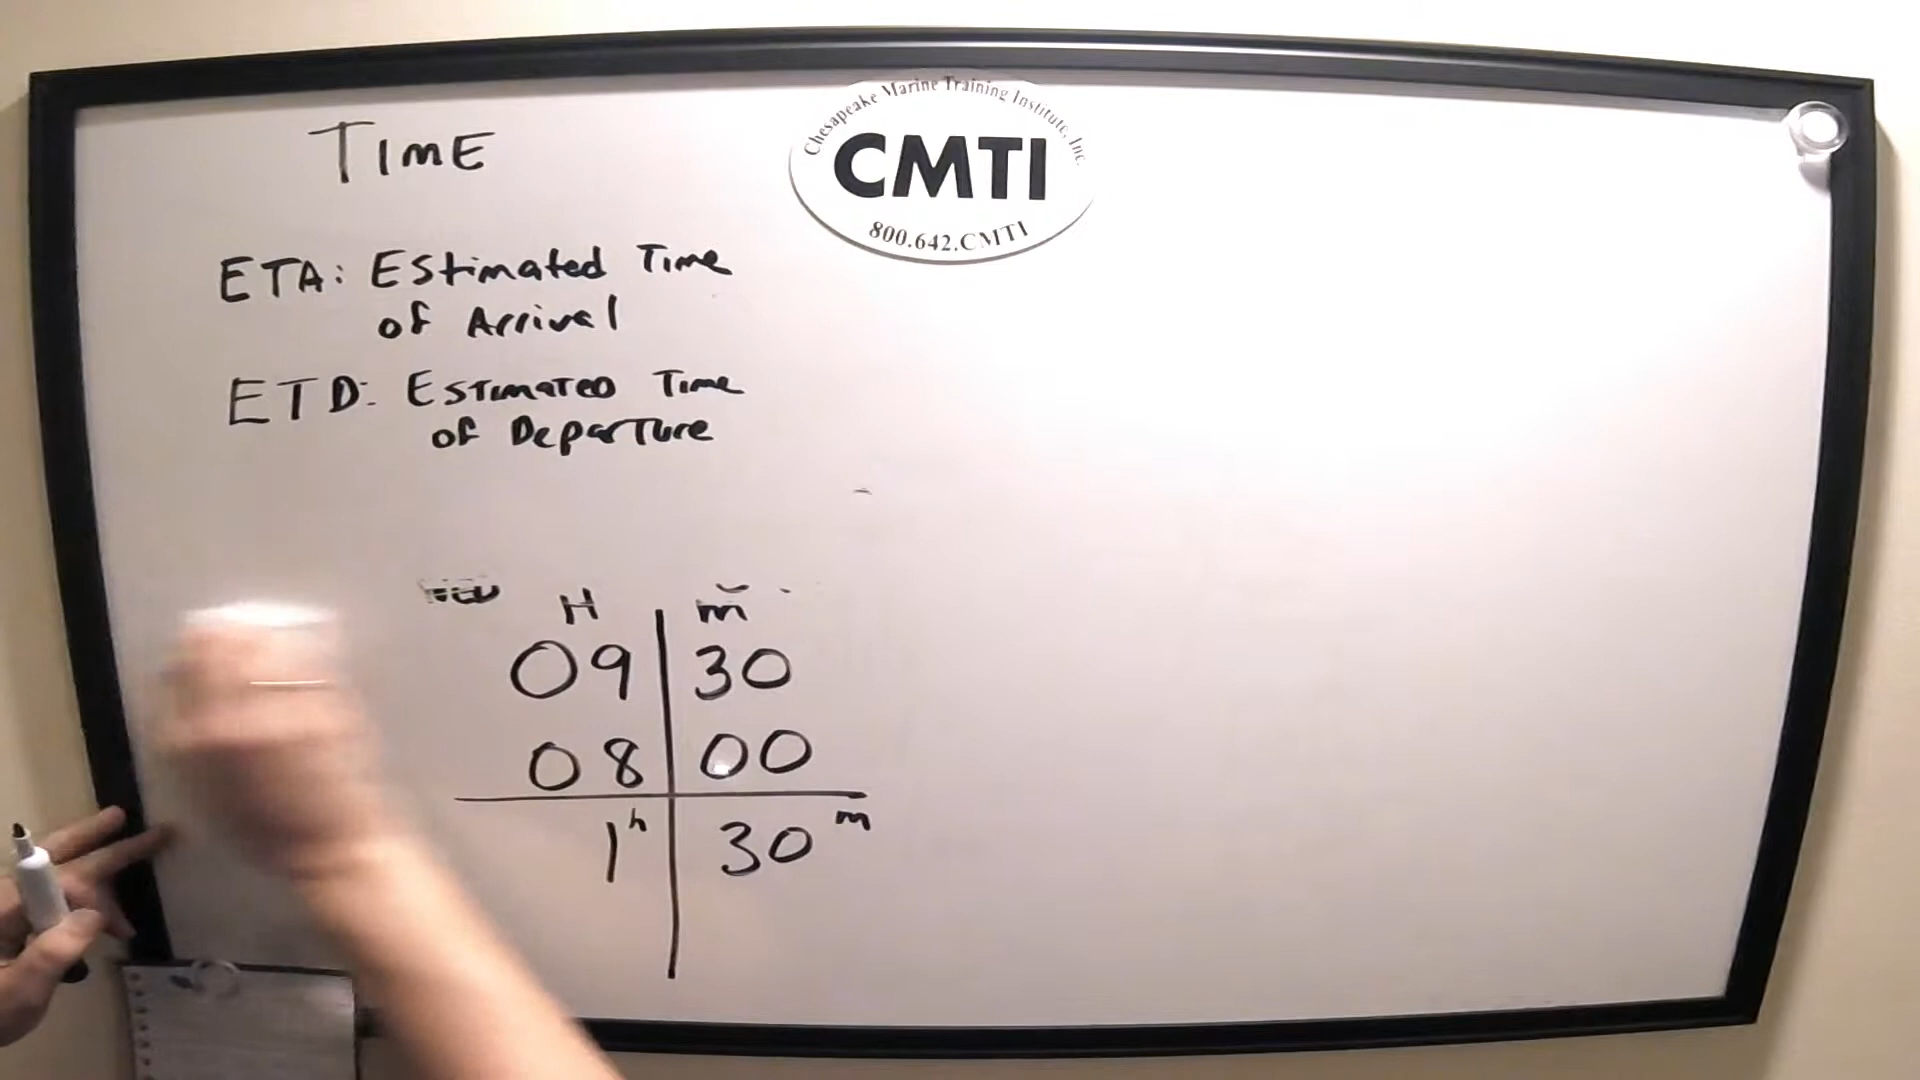 TIME
Chesapeake Marine Training Institute, Inc.
CMTI
800.642.CMTI
ETA: Estimated Time
of Arrival
ETD: Estimated Time
of Departure
H m
09 30
08 00
1h 30m